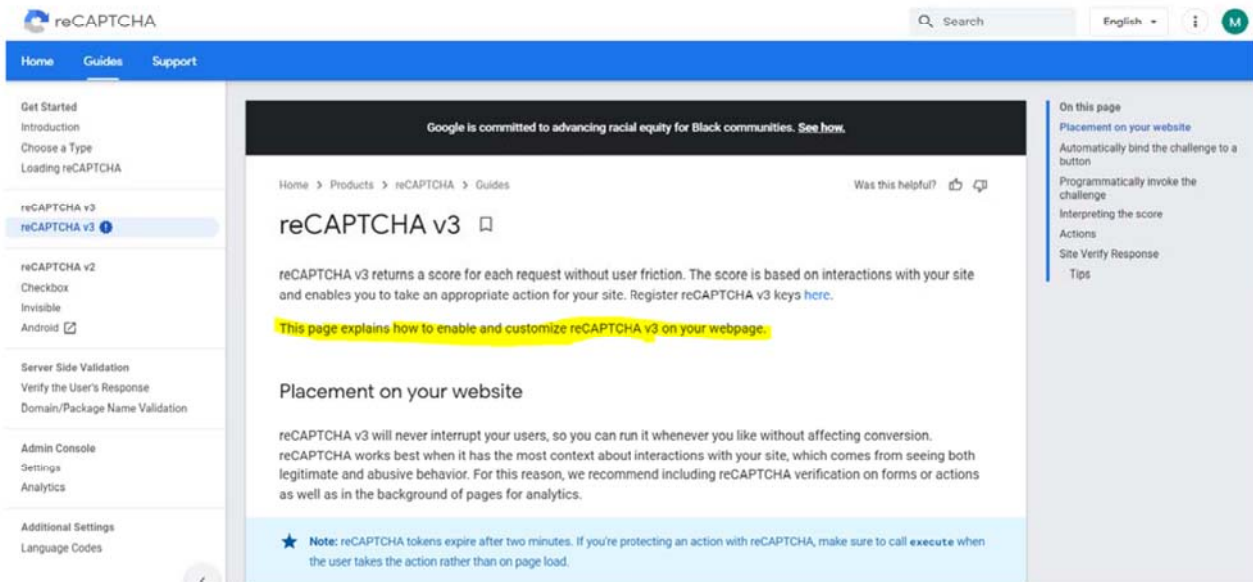 reCAPTCHA
Search
English
M
Home
Guides
Support
Get Started
Introduction
Choose a Type
Loading reCAPTCHA
reCAPTCHA v3
reCAPTCHA v3
reCAPTCHA v2
Checkbox
Invisible
Android
Server Side Validation
Verify the User's Response
Domain/Package Name Validation
Admin Console
Settings
Analytics
Additional Settings
Language Codes
Google is committed to advancing racial equity for Black communities. See how.
Home > Products > reCAPTCHA > Guides
Was this helpful?
reCAPTCHA v3
reCAPTCHA v3 returns a score for each request without user friction. The score is based on interactions with your site
and enables you to take an appropriate action for your site. Register reCAPTCHA v3 keys here.
This page explains how to enable and customize reCAPTCHA v3 on your webpage.
Placement on your website
reCAPTCHA v3 will never interrupt your users, so you can run it whenever you like without affecting conversion.
reCAPTCHA works best when it has the most context about interactions with your site, which comes from seeing both
legitimate and abusive behavior. For this reason, we recommend including reCAPTCHA verification on forms or actions
as well as in the background of pages for analytics.
Note: reCAPTCHA tokens expire after two minutes. If you're protecting an action with reCAPTCHA, make sure to call execute when
the user takes the action rather than on page load.
On this page
Placement on your website
Automatically bind the challenge to a
button
Programmatically invoke the
challenge
Interpreting the score
Actions
Site Verify Response
Tips